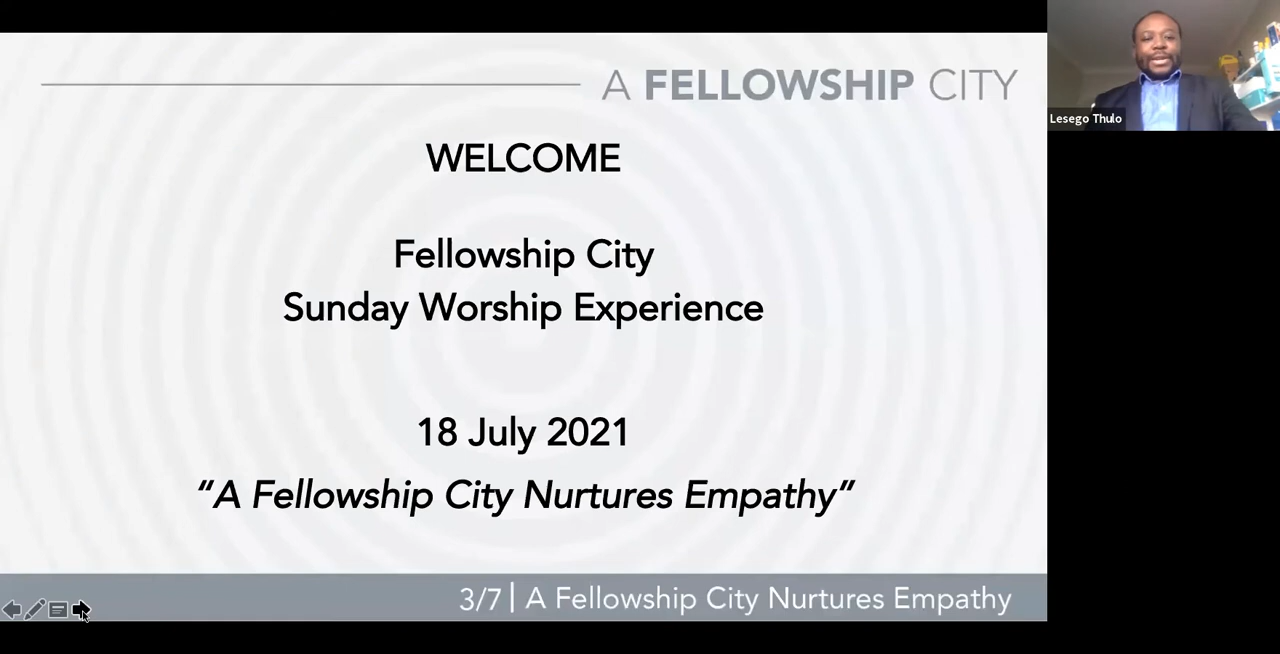 A FELLOWSHIP CITY
WELCOME
Fellowship City
Sunday Worship Experience
18 July 2021
“A Fellowship City Nurtures Empathy”
3/7 | A Fellowship City Nurtures Empathy
Lesego Thulo